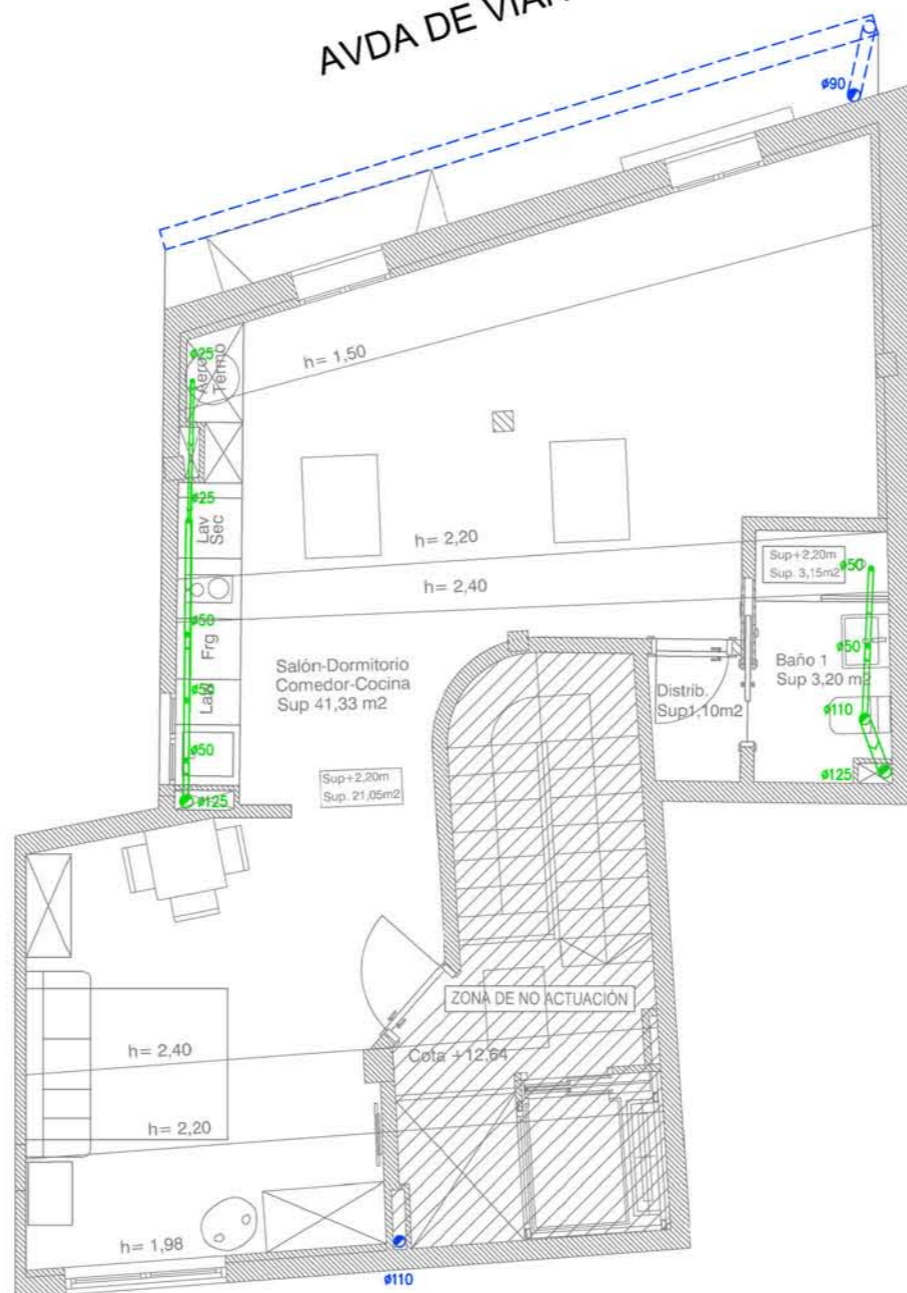 AVDA DE
ø90
ø25
Aero
Termo
h= 1,50
ø25
Lav
Sec
h= 2,20
h= 2,40
Sup+2,20m
Sup. 3,15m2
ø50
ø50
Frg
ø50
Baño 1
Sup 3,20 m2
Salón-Dormitorio
Comedor-Cocina
Sup 41,33 m2
Distrib.
Sup1,10m2
ø50
ø110
ø50
Sup+2,20m
Sup. 21,05m2
ø125
ø125
ZONA DE NO ACTUACIÓN
h= 2,40
Cota +12,64
h= 2,20
h= 1,98
ø110